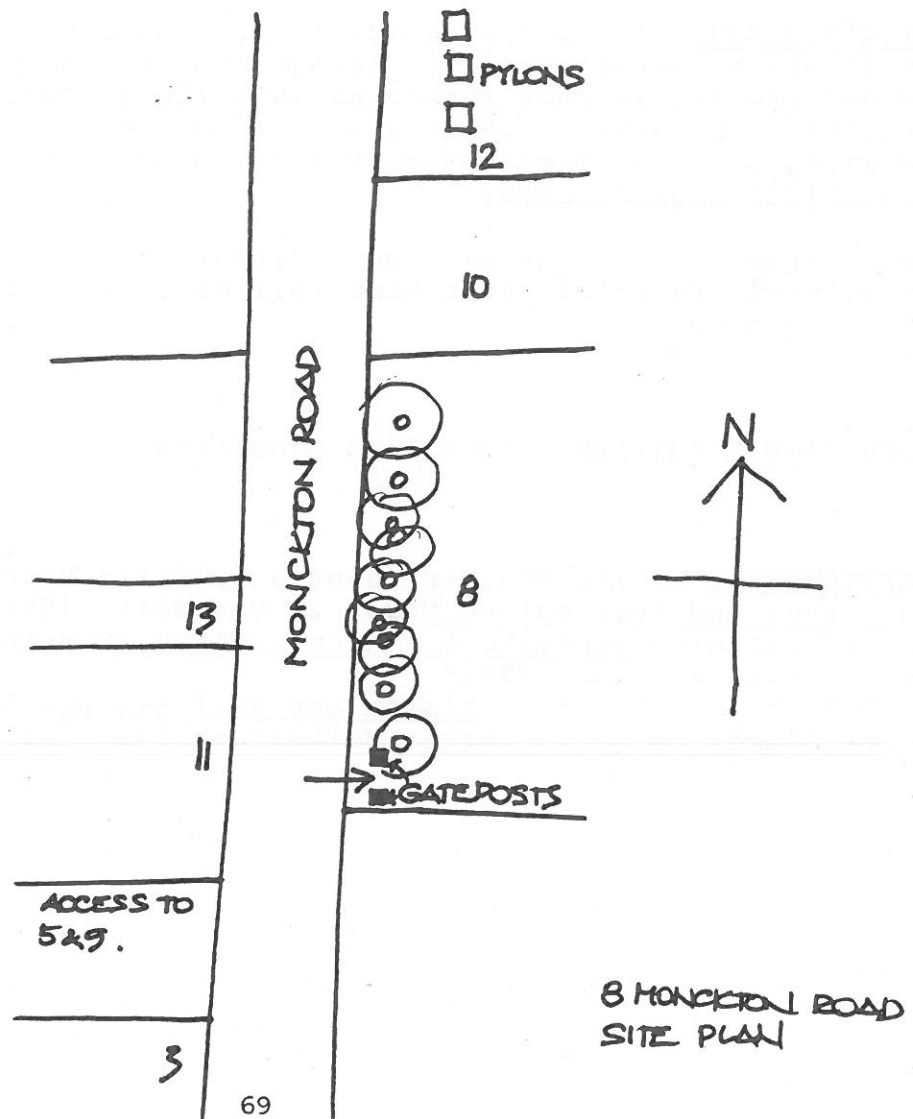 PYLONS
12
10
MONCKTON ROAD
N
8
13
11
GATEPOSTS
ACCESS TO
5 & 9.
8 MONCKTON ROAD
SITE PLAN
3
69